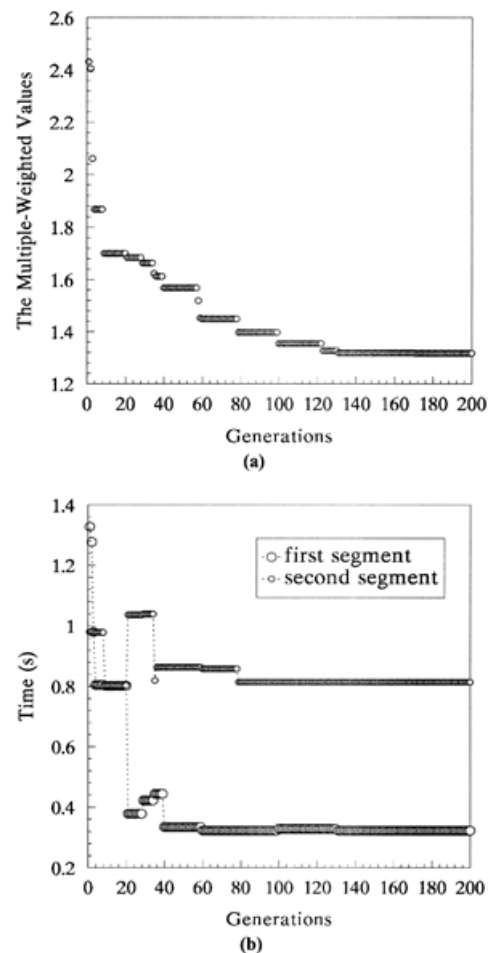 2.6
2.4
2.2
2
1.8
1.6
1.4
1.2
The Multiple-Weighted Values
0 20 40 60 80 100 120 140 160 180 200
Generations
(a)
1.4
1.2
1
0.8
0.6
0.4
0.2
Time (s)
first segment
second segment
0 20 40 60 80 100 120 140 160 180 200
Generations
(b)